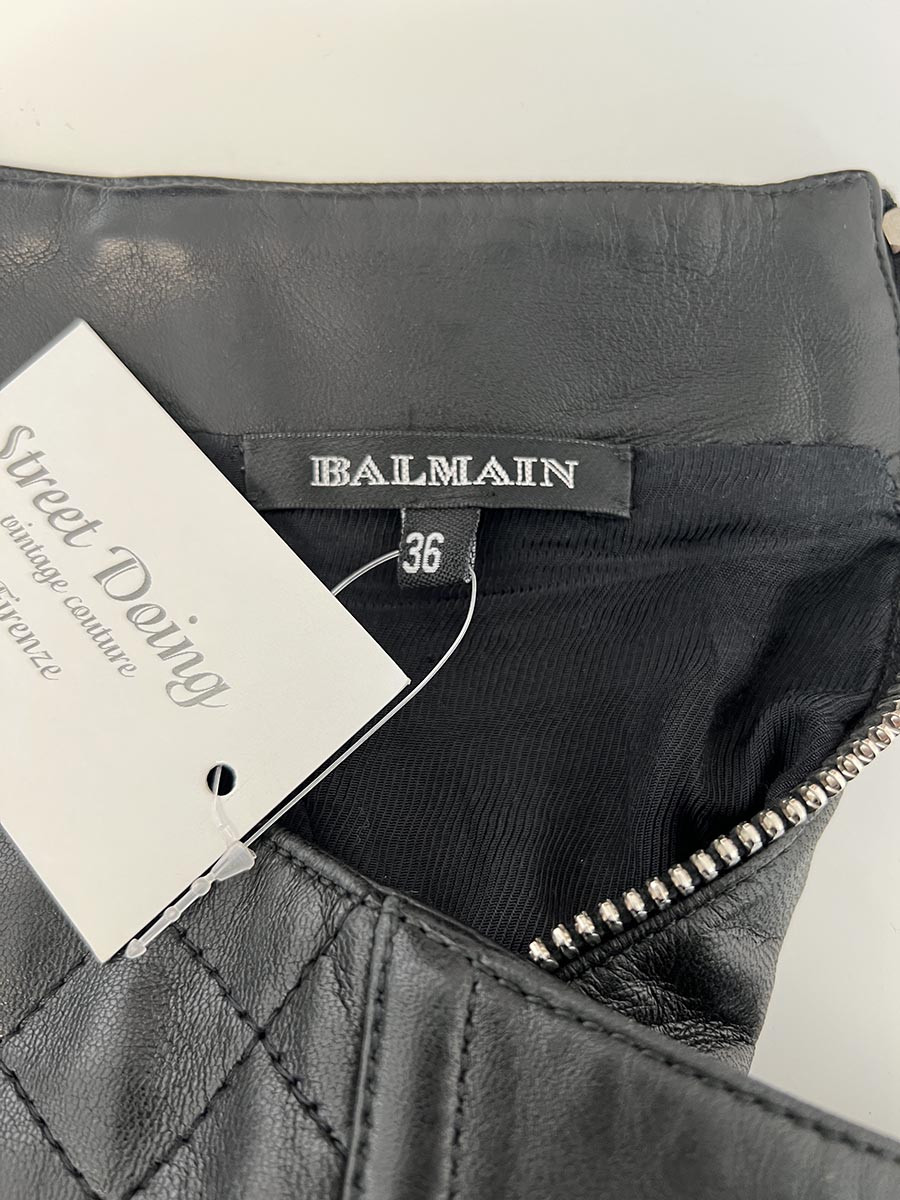 BALMAIN
36
Street Doing
vintage couture
Firenze